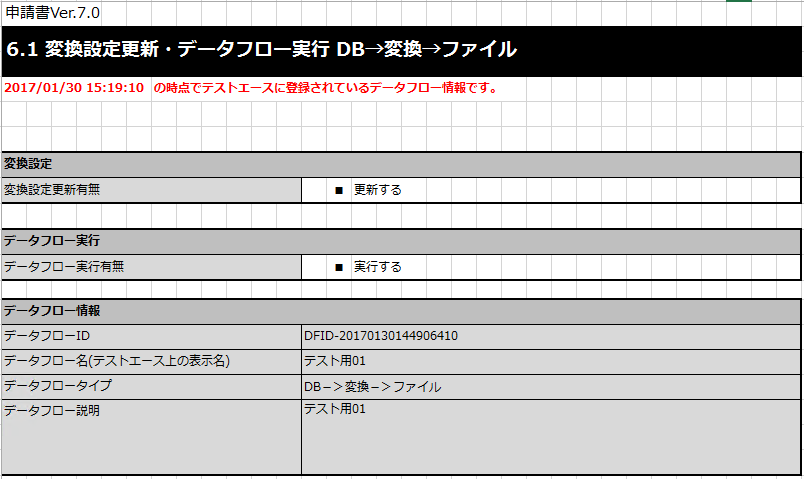 申請書Ver.7.0
6.1 変換設定更新・データフロー実行 DB→変換→ファイル
2017/01/30 15:19:10 の時点でテストエースに登録されているデータフロー情報です。
変換設定
変換設定更新有無 ■ 更新する
データフロー実行
データフロー実行有無 ■ 実行する
データフロー情報
データフローID DFID-20170130144906410
データフロー名(テストエース上の表示名) テスト用01
データフロータイプ DB－＞変換－＞ファイル
データフロー説明 テスト用01